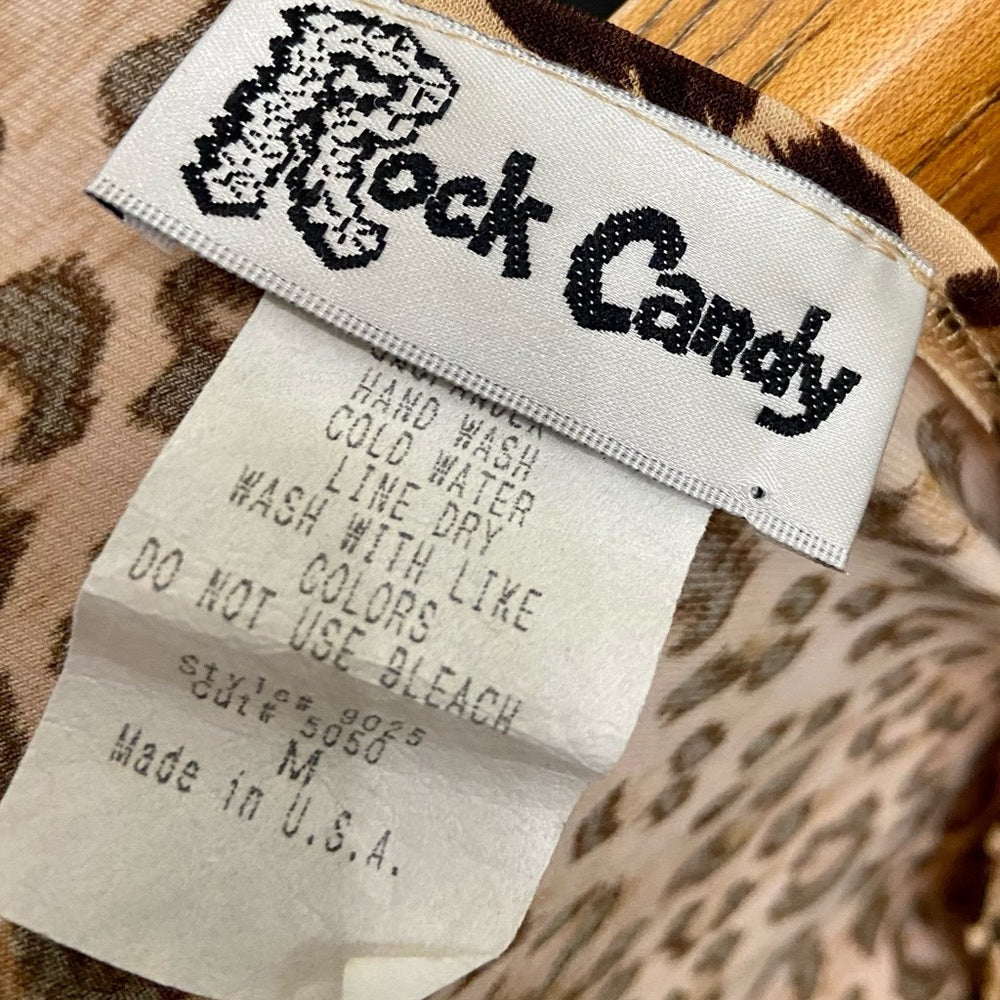 Rock Candy
HAND WASH
COLD WATER
LINE DRY
WASH WITH LIKE
COLORS
DO NOT USE BLEACH
style# 9025
cut# 5050
M
Made in U.S.A.